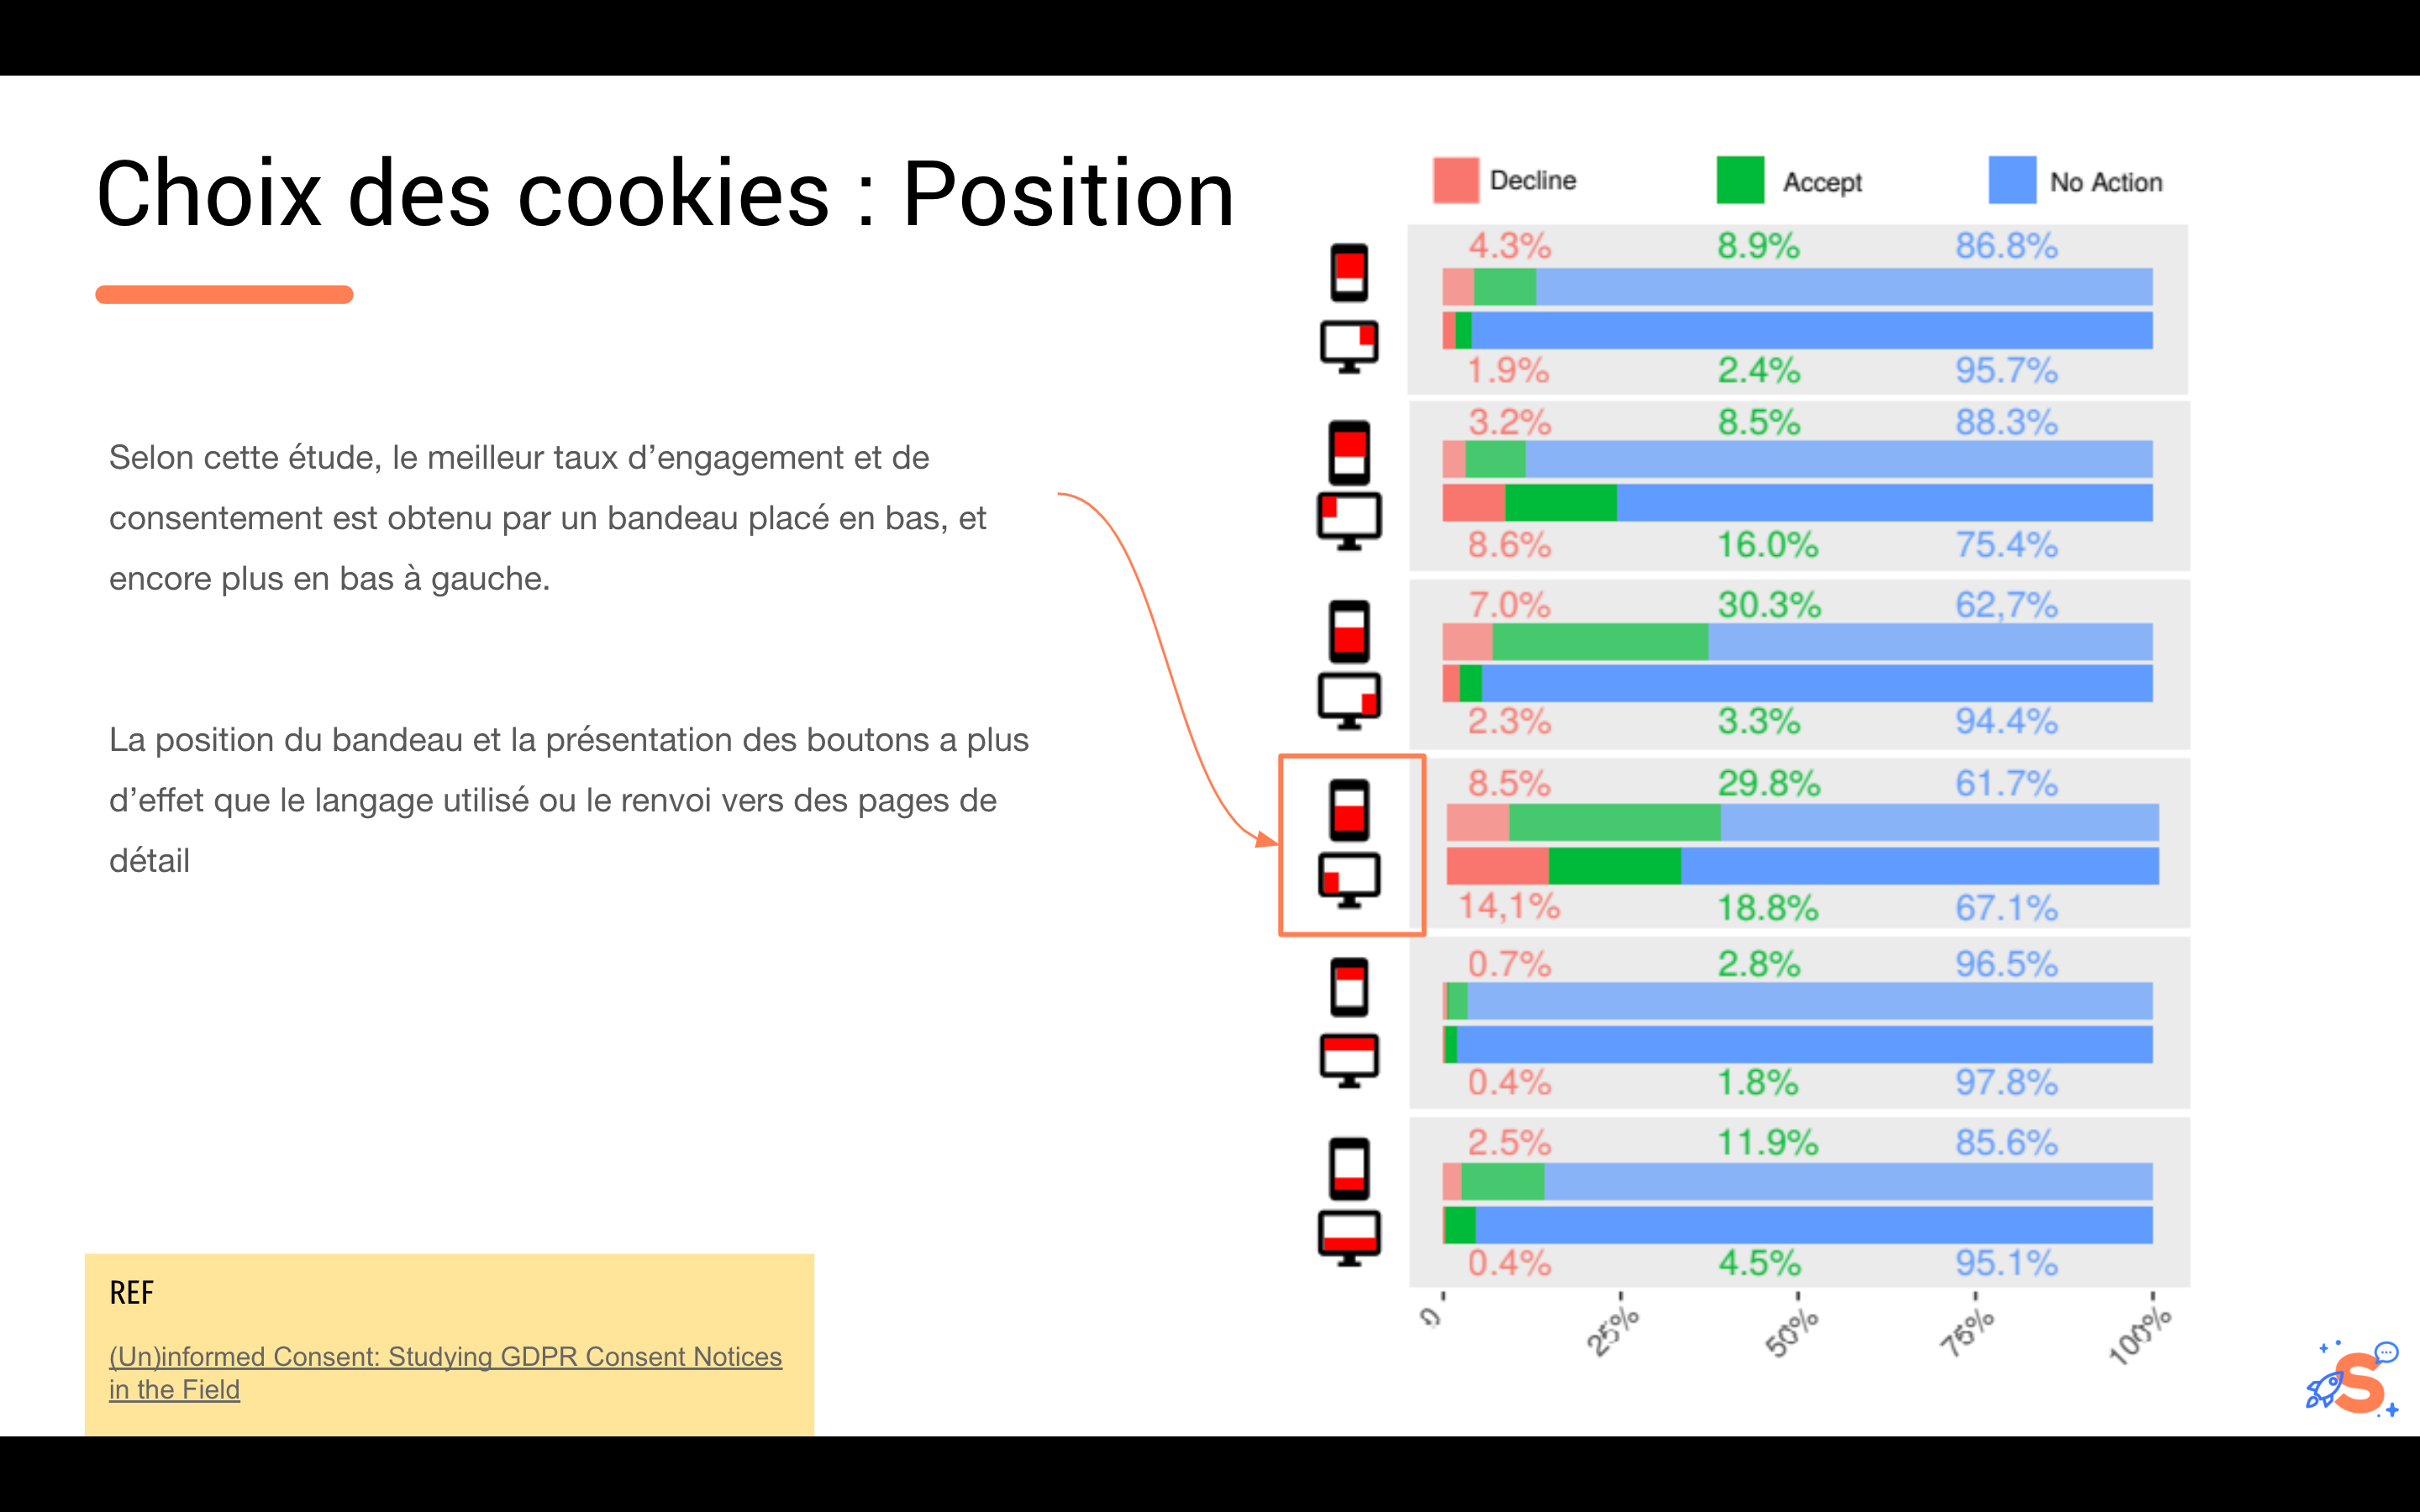 Choix des cookies : Position
Selon cette étude, le meilleur taux d’engagement et de
consentement est obtenu par un bandeau placé en bas, et
encore plus en bas à gauche.
La position du bandeau et la présentation des boutons a plus
d’effet que le langage utilisé ou le renvoi vers des pages de
détail
REF
(Un)informed Consent: Studying GDPR Consent Notices
in the Field
Decline Accept No Action
4.3% 8.9% 86.8%
1.9% 2.4% 95.7%
3.2% 8.5% 88.3%
8.6% 16.0% 75.4%
7.0% 30.3% 62,7%
2.3% 3.3% 94.4%
8.5% 29.8% 61.7%
14,1% 18.8% 67.1%
0.7% 2.8% 96.5%
0.4% 1.8% 97.8%
2.5% 11.9% 85.6%
0.4% 4.5% 95.1%
0 25% 50% 75% 100%
S